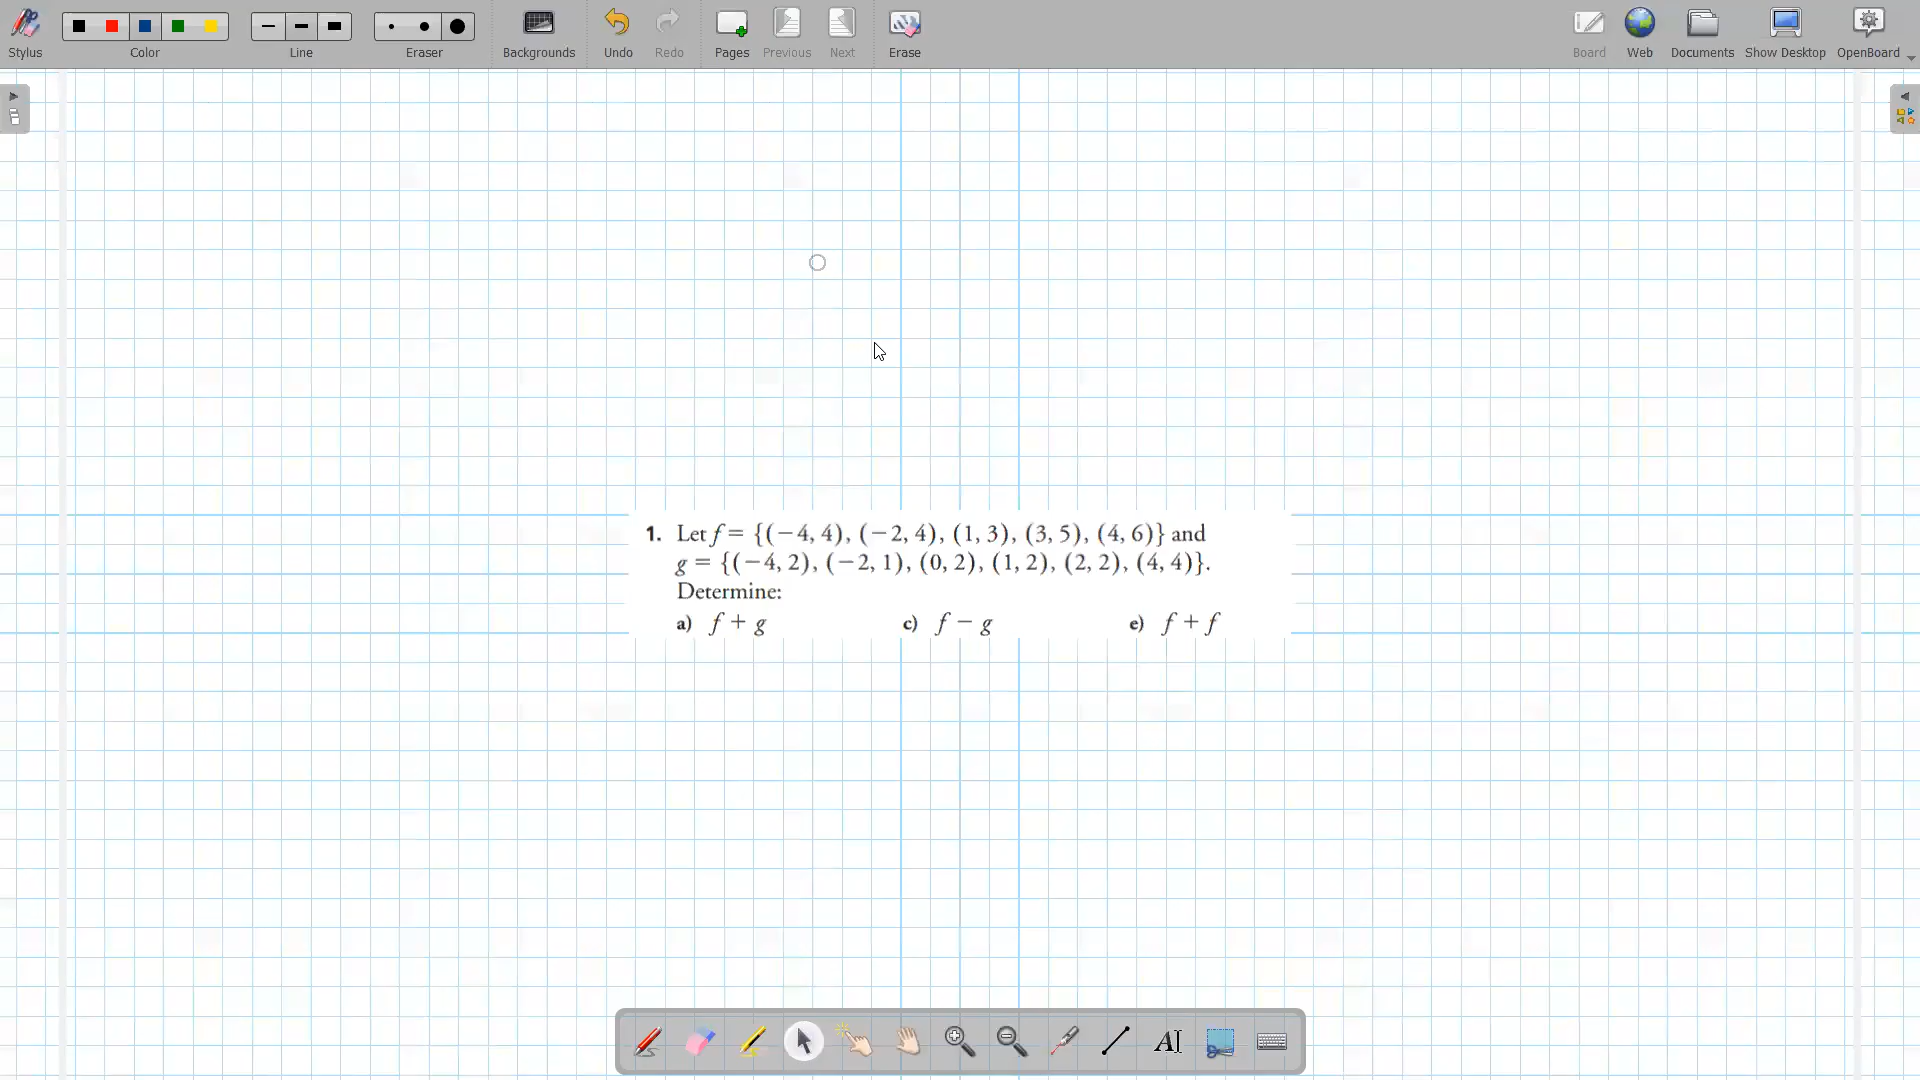 Stylus Color Line Eraser Backgrounds Undo Redo Pages Previous Next Erase Board Web Documents Show Desktop OpenBoard
1. Let f = {(−4, 4), (−2, 4), (1, 3), (3, 5), (4, 6)} and
g = {(−4, 2), (−2, 1), (0, 2), (1, 2), (2, 2), (4, 4)}.
Determine:
a) f + g c) f − g e) f + f